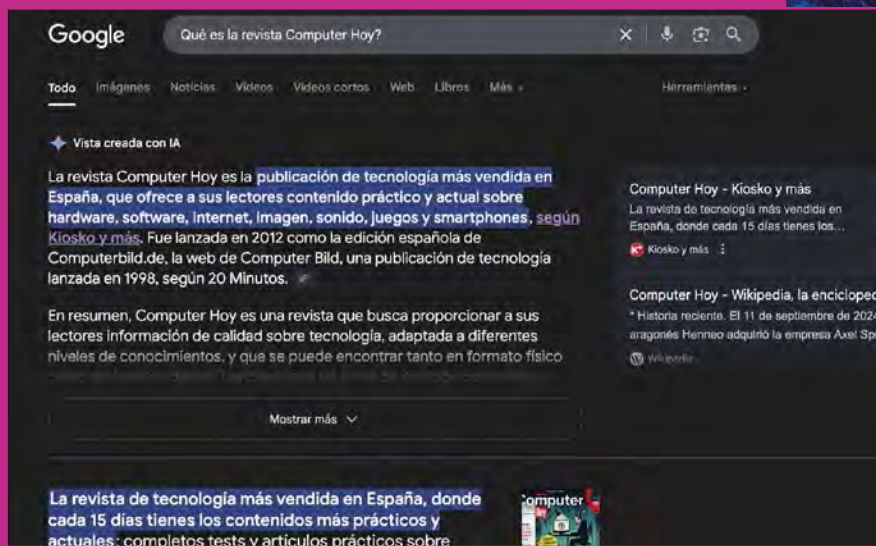 Google
Qué es la revista Computer Hoy?
Todo Imágenes Noticias Vídeos Vídeos cortos Web Libros Más Herramientas
Vista creada con IA
La revista Computer Hoy es la publicación de tecnología más vendida en
España, que ofrece a sus lectores contenido práctico y actual sobre
hardware, software, Internet, imagen, sonido, juegos y smartphones, según
Kiosko y más. Fue lanzada en 2012 como la edición española de
Computerbild.de, la web de Computer Bild, una publicación de tecnología
lanzada en 1998, según 20 Minutos.
En resumen, Computer Hoy es una revista que busca proporcionar a sus
lectores información de calidad sobre tecnología, adaptada a diferentes
niveles de conocimientos, y que se puede encontrar tanto en formato físico
Mostrar más
Computer Hoy - Kiosko y más
La revista de tecnología más vendida en
España, donde cada 15 días tienes los...
Kiosko y más
Computer Hoy - Wikipedia, la encicloped
* Historia reciente. El 11 de septiembre de 2024
aragonés Henneo adquirió la empresa Axel Sp
Wikipedia
La revista de tecnología más vendida en España, donde
cada 15 días tienes los contenidos más prácticos y
actuales: completos tests y artículos prácticos sobre
Computer